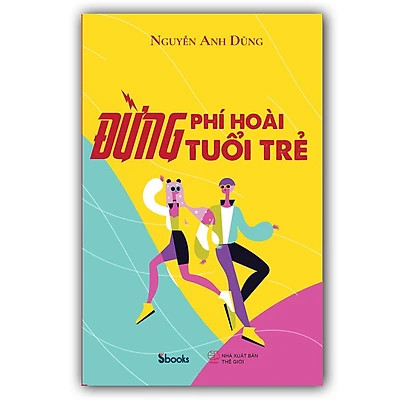 NGUYỄN ANH DŨNG
ĐỪNG PHÍ HOÀI
TUỔI TRẺ
Sbooks
NHÀ XUẤT BẢN
THẾ GIỚI